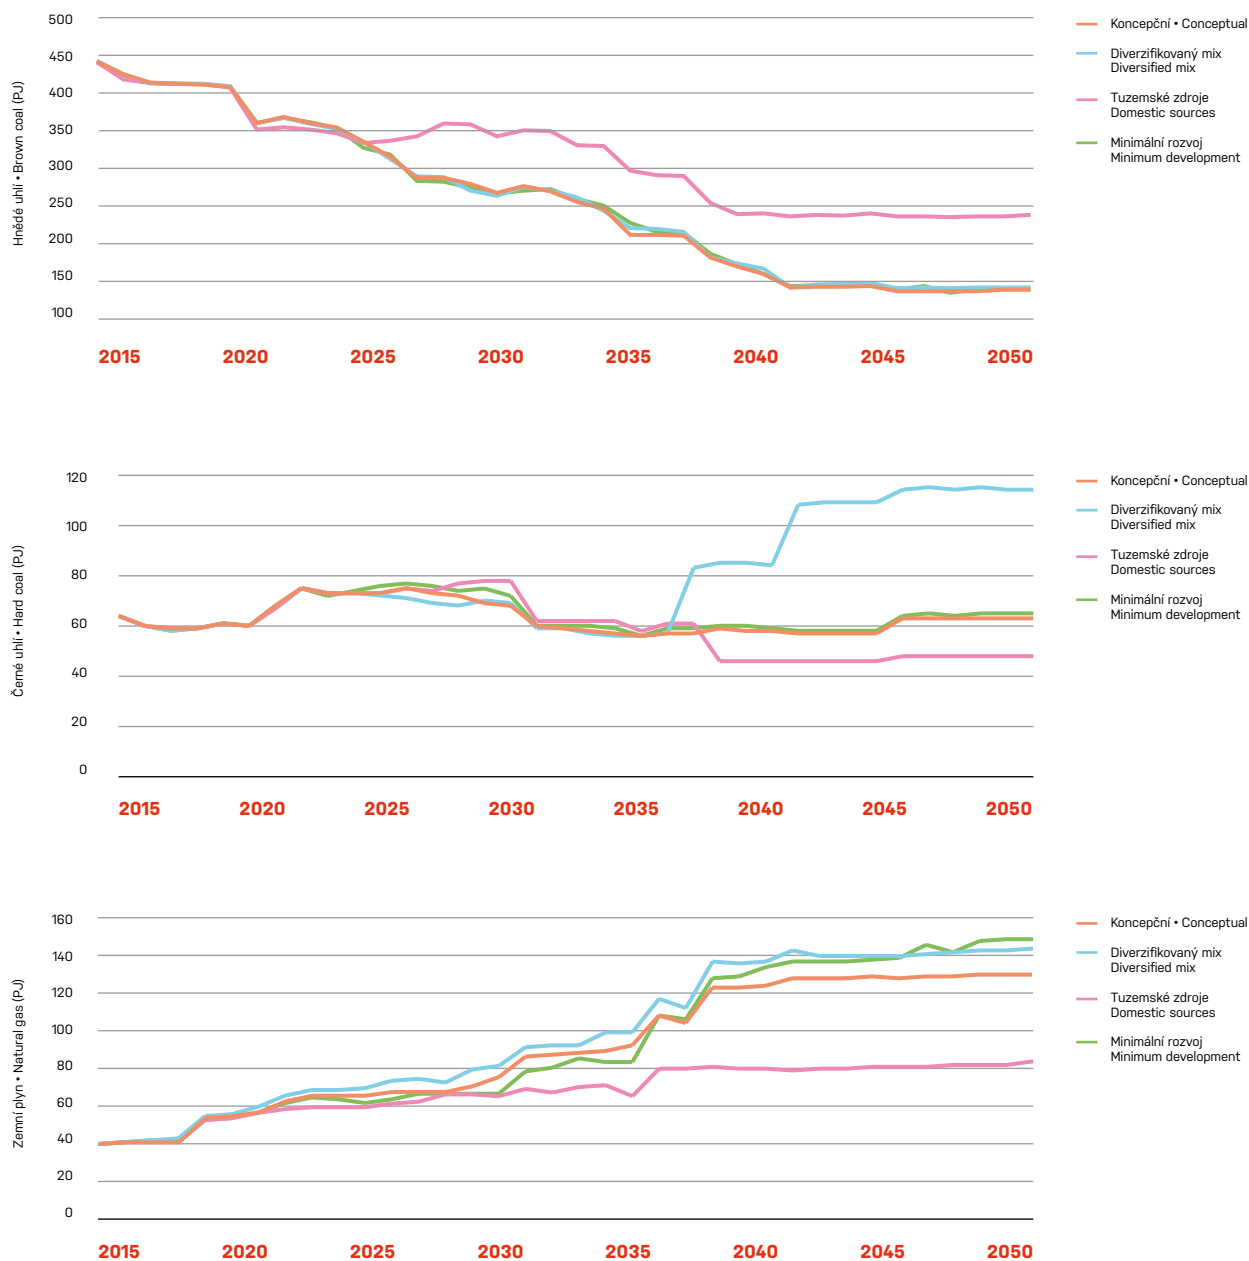 Hnědé uhlí • Brown coal (PJ)
500
450
400
350
300
250
200
150
100
2015 2020 2025 2030 2035 2040 2045 2050
Koncepční • Conceptual
Diverzifikovaný mix
Diversified mix
Tuzemské zdroje
Domestic sources
Minimální rozvoj
Minimum development
Černé uhlí • Hard coal (PJ)
120
100
80
60
40
20
0
2015 2020 2025 2030 2035 2040 2045 2050
Koncepční • Conceptual
Diverzifikovaný mix
Diversified mix
Tuzemské zdroje
Domestic sources
Minimální rozvoj
Minimum development
Zemní plyn • Natural gas (PJ)
160
140
120
100
80
60
40
20
0
2015 2020 2025 2030 2035 2040 2045 2050
Koncepční • Conceptual
Diverzifikovaný mix
Diversified mix
Tuzemské zdroje
Domestic sources
Minimální rozvoj
Minimum development